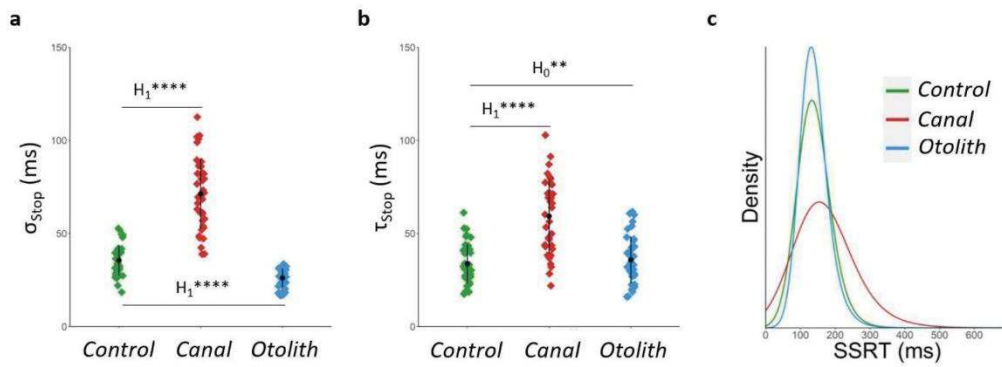 a
150
100
50
0
σStop (ms)
H1****
H1****
Control Canal Otolith
b
150
100
50
0
τStop (ms)
H0**
H1****
Control Canal Otolith
c
Density
Control
Canal
Otolith
0 100 200 300 400 500 600
SSRT (ms)